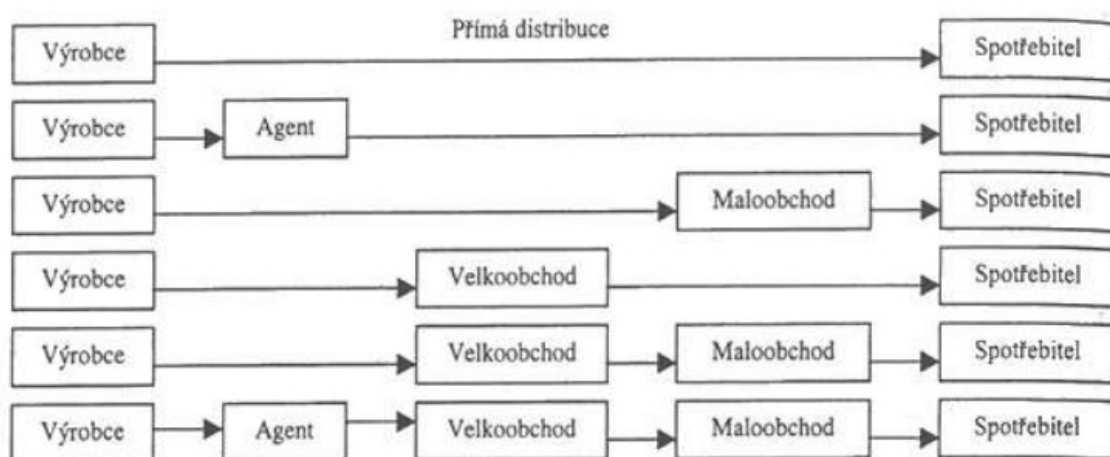 Přímá distribuce
Výrobce Spotřebitel
Výrobce Agent Spotřebitel
Výrobce Maloobchod Spotřebitel
Výrobce Velkoobchod Spotřebitel
Výrobce Velkoobchod Maloobchod Spotřebitel
Výrobce Agent Velkoobchod Maloobchod Spotřebitel